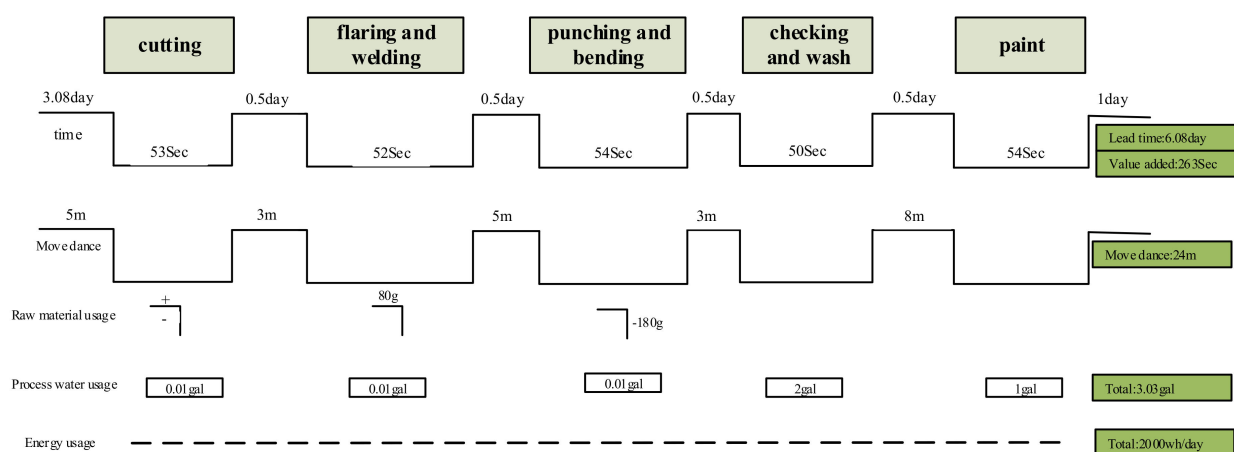 cutting
flaring and
welding
punching and
bending
checking
and wash
paint
3.08day
0.5day
0.5day
0.5day
0.5day
1day
time
53Sec
52Sec
54Sec
50Sec
54Sec
Lead time:6.08day
Value added:263Sec
5m
3m
5m
3m
8m
Move dance
Move dance:24m
Raw material usage
+
-
80g
-180g
Process water usage
0.01gal
0.01gal
0.01gal
2gal
1gal
Total:3.03gal
Energy usage
Total:2000wh/day